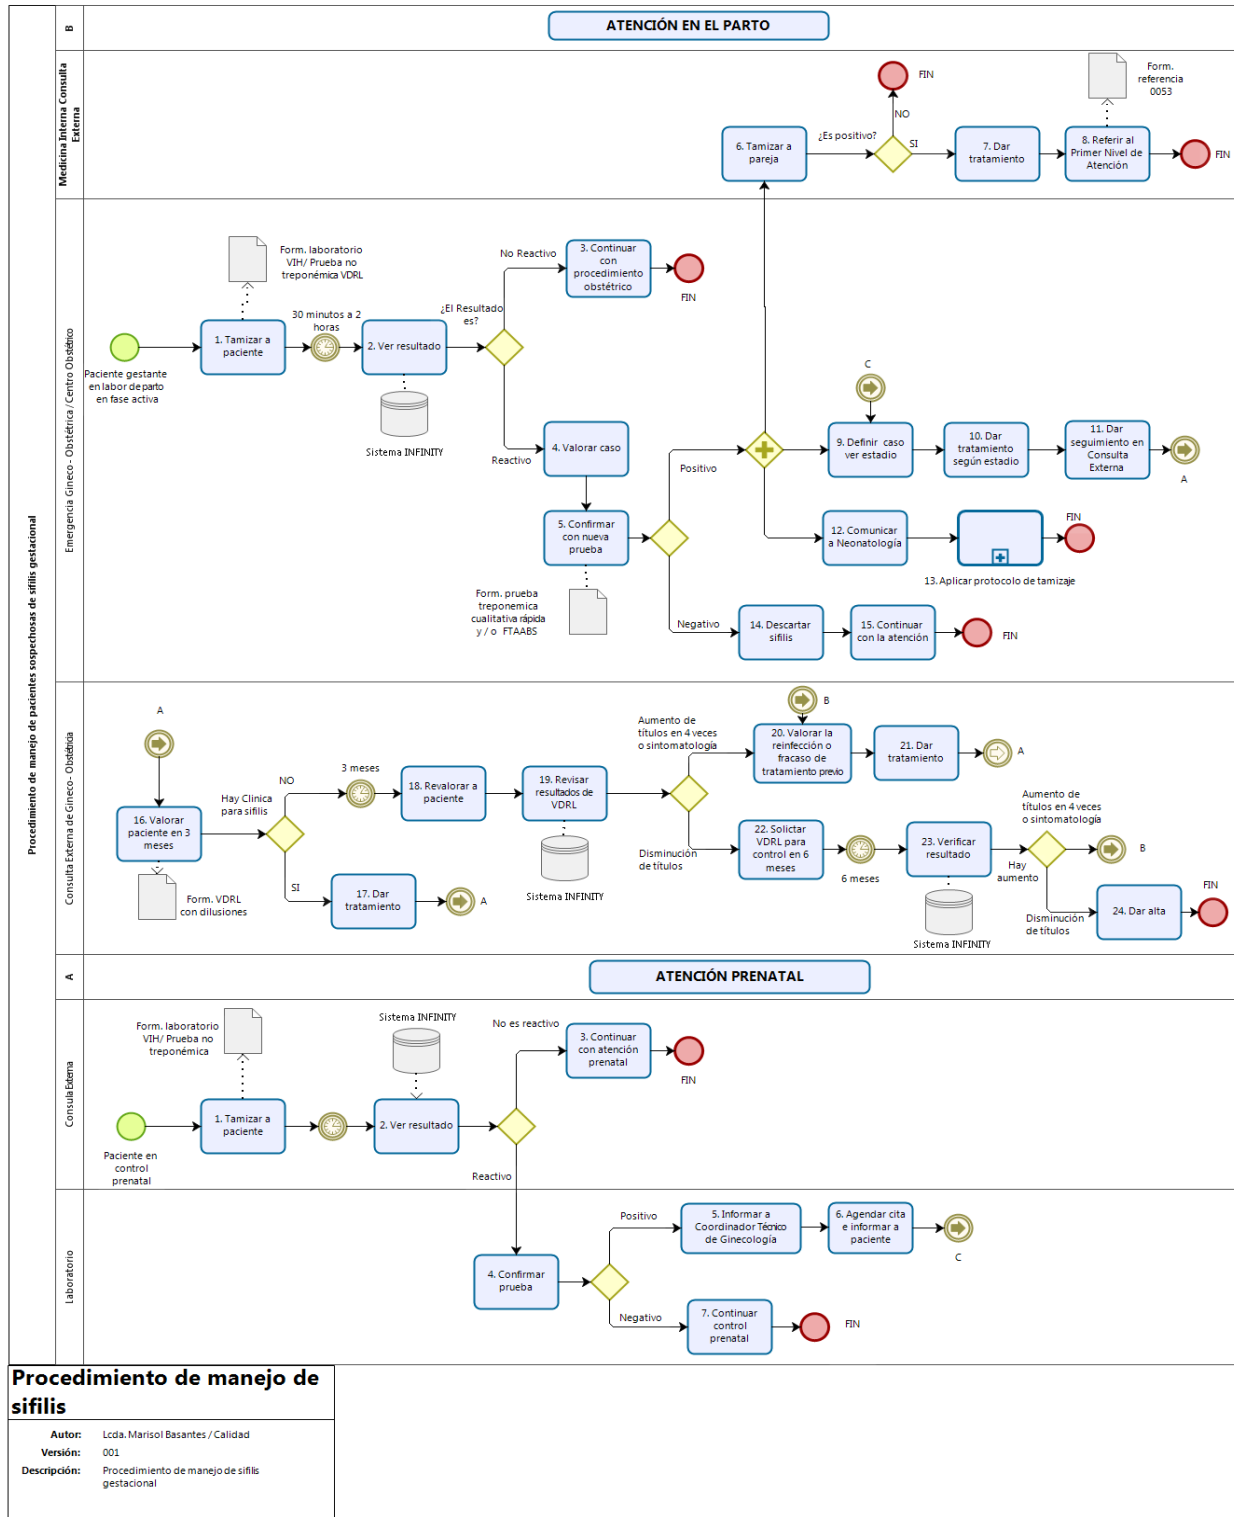 Procedimiento de manejo de pacientes sospechosas de sífilis gestacional
B
ATENCIÓN EN EL PARTO
Medicina Interna Consulta
Externa
6. Tamizar a
pareja
¿Es positivo?
NO
FIN
SI
7. Dar
tratamiento
8. Referir al
Primer Nivel de
Atención
Form.
referencia
0053
FIN
Emergencia Gineco - Obstétrica / Centro Obstétrico
Paciente gestante
en labor de parto
en fase activa
1. Tamizar a
paciente
Form. laboratorio
VIH/ Prueba no
treponémica VDRL
30 minutos a 2
horas
2. Ver resultado
Sistema INFINITY
¿El Resultado
es?
No Reactivo
3. Continuar
con
procedimiento
obstétrico
FIN
Reactivo
4. Valorar caso
5. Confirmar
con nueva
prueba
Form. prueba
treponemica
cualitativa rápida
y / o FTAABS
Positivo
C
9. Definir caso
ver estadio
10. Dar
tratamiento
según estadio
11. Dar
seguimiento en
Consulta
Externa
A
12. Comunicar
a Neonatología
13. Aplicar protocolo de tamizaje
FIN
Negativo
14. Descartar
sifilis
15. Continuar
con la atención
FIN
Consulta Externa de Gineco- Obstétricia
A
16. Valorar
paciente en 3
meses
Form. VDRL
con dilusiones
Hay Clinica
para sifilis
NO
3 meses
18. Revalorar a
paciente
19. Revisar
resultados de
VDRL
Sistema INFINITY
SI
17. Dar
tratamiento
A
Aumento de
títulos en 4 veces
o sintomatología
B
20. Valorar la
reinfección o
fracaso de
tratamiento previo
21. Dar
tratamiento
A
Disminución
de títulos
22. Solictar
VDRL para
control en 6
meses
6 meses
23. Verificar
resultado
Sistema INFINITY
Hay
aumento
Aumento de
títulos en 4 veces
o sintomatología
B
Disminución
de títulos
24. Dar alta
FIN
A
ATENCIÓN PRENATAL
Consula Externa
Paciente en
control
prenatal
1. Tamizar a
paciente
Form. laboratorio
VIH/ Prueba no
treponémica
2. Ver resultado
Sistema INFINITY
No es reactivo
3. Continuar
con atención
prenatal
FIN
Reactivo
Laboratorio
4. Confirmar
prueba
Positivo
5. Informar a
Coordinador Técnico
de Ginecología
6. Agendar cita
e informar a
paciente
C
Negativo
7. Continuar
control
prenatal
FIN
Procedimiento de manejo de
sifilis
Autor: Lcda. Marisol Basantes / Calidad
Versión: 001
Descripción: Procedimiento de manejo de sifilis
gestacional